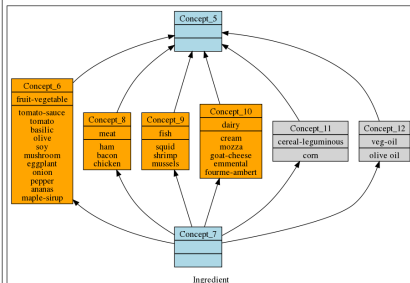 Concept_5
Concept_6
fruit-vegetable
tomato-sauce
tomato
basilic
olive
soy
mushroom
eggplant
onion
pepper
ananas
maple-sirup
Concept_8
meat
ham
bacon
chicken
Concept_9
fish
squid
shrimp
mussels
Concept_10
dairy
cream
mozza
goat-cheese
emmental
fourme-ambert
Concept_11
cereal-leguminous
corn
Concept_12
veg-oil
olive oil
Concept_7
Ingredient